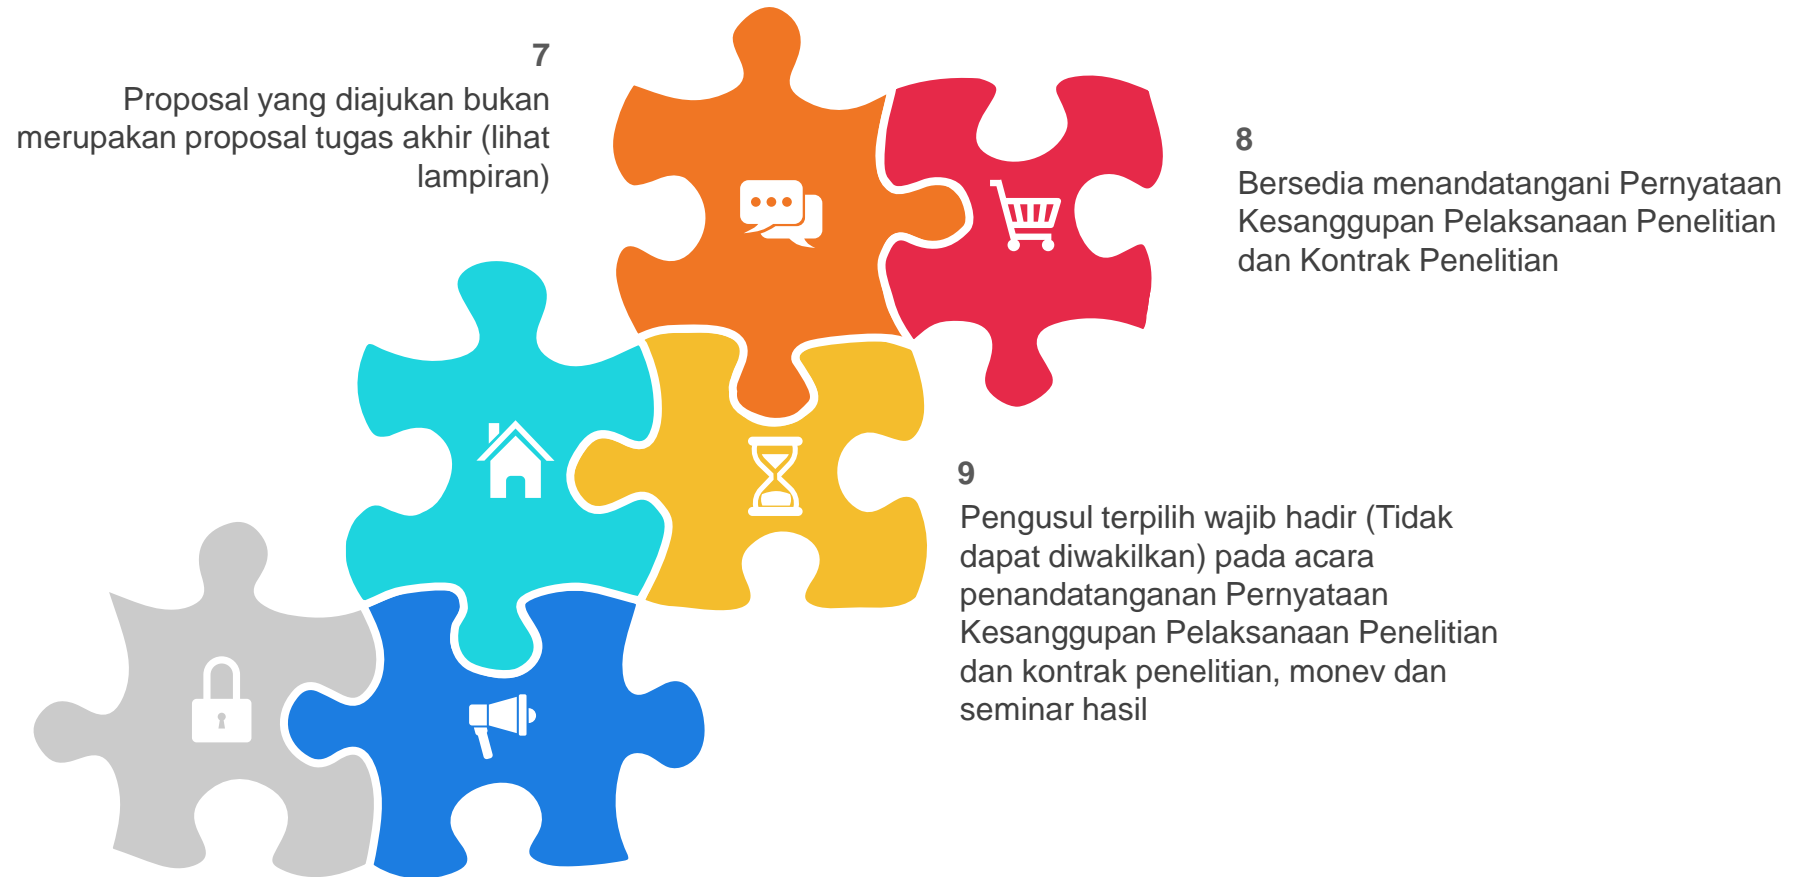 7
Proposal yang diajukan bukan
merupakan proposal tugas akhir (lihat
lampiran)
8
Bersedia menandatangani Pernyataan
Kesanggupan Pelaksanaan Penelitian
dan Kontrak Penelitian
9
Pengusul terpilih wajib hadir (Tidak
dapat diwakilkan) pada acara
penandatanganan Pernyataan
Kesanggupan Pelaksanaan Penelitian
dan kontrak penelitian, monev dan
seminar hasil